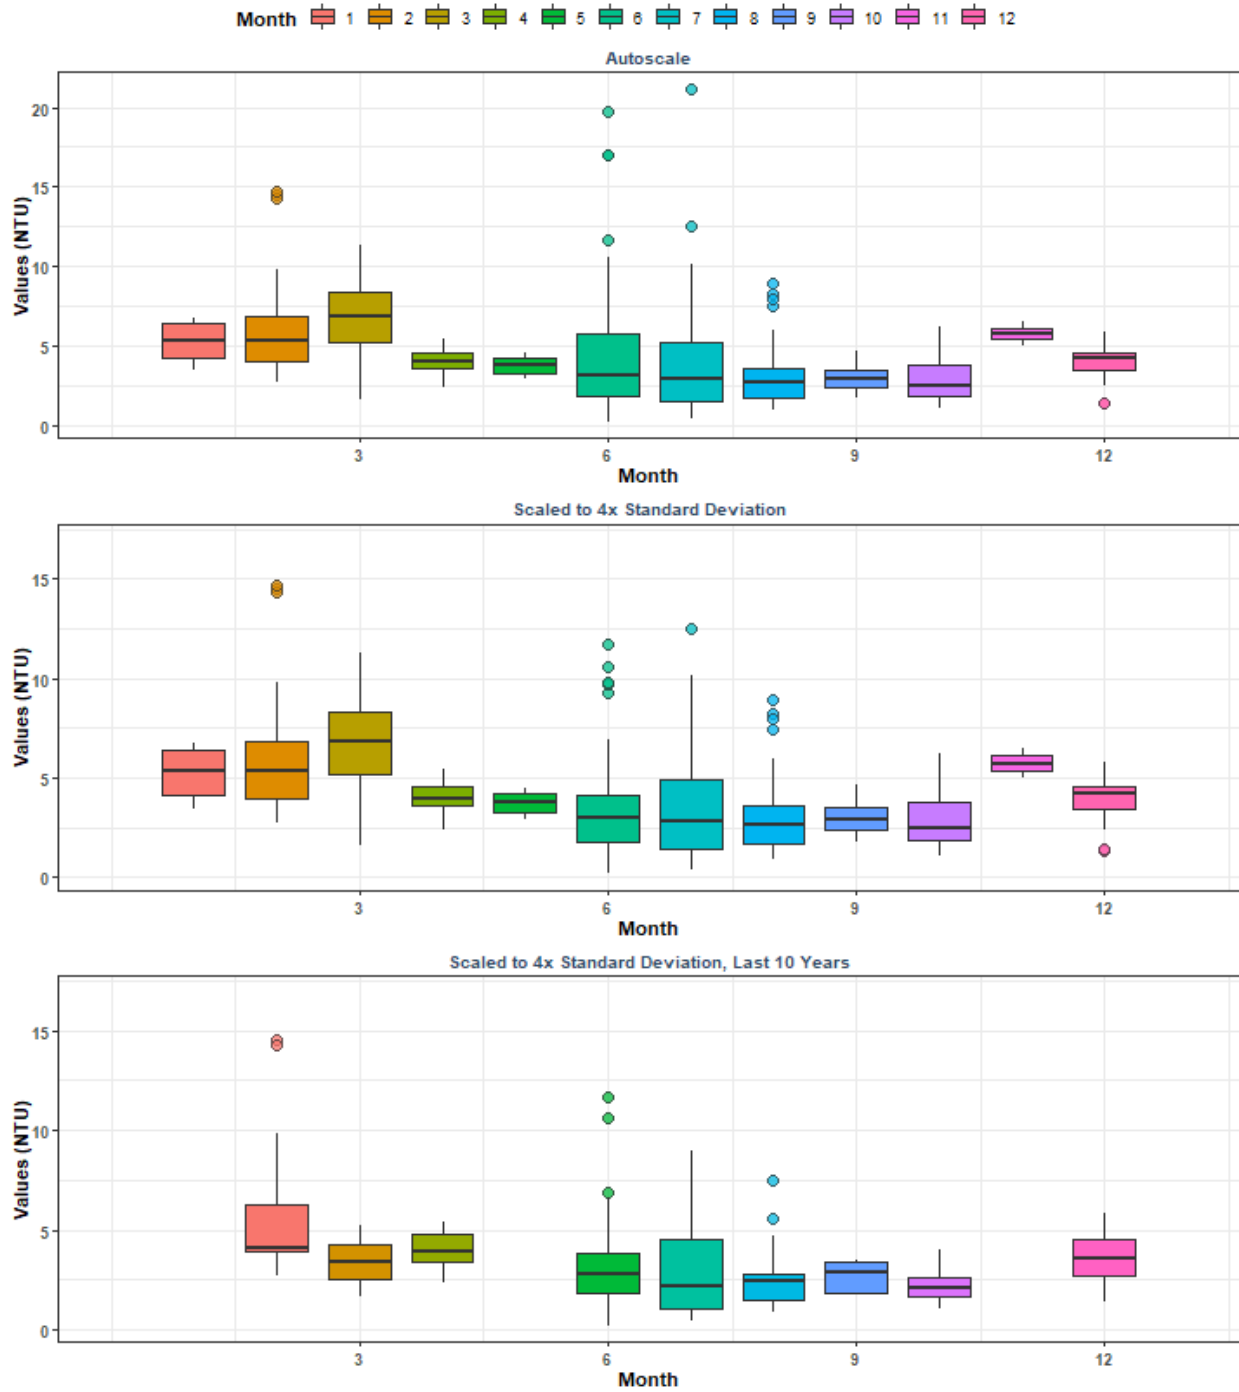 Month 1 2 3 4 5 6 7 8 9 10 11 12
Autoscale
Values (NTU)
20
15
10
5
0
3 6 9 12
Month
Scaled to 4x Standard Deviation
Values (NTU)
15
10
5
0
3 6 9 12
Month
Scaled to 4x Standard Deviation, Last 10 Years
Values (NTU)
15
10
5
0
3 6 9 12
Month